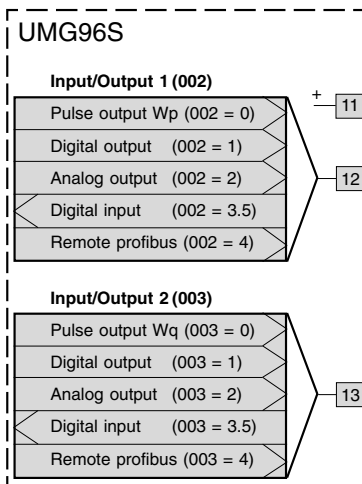 UMG96S
Input/Output 1 (002)
+ 11
Pulse output Wp (002 = 0)
Digital output (002 = 1)
Analog output (002 = 2)
12
Digital input (002 = 3.5)
Remote profibus (002 = 4)
Input/Output 2 (003)
Pulse output Wq (003 = 0)
Digital output (003 = 1)
Analog output (003 = 2)
13
Digital input (003 = 3.5)
Remote profibus (003 = 4)